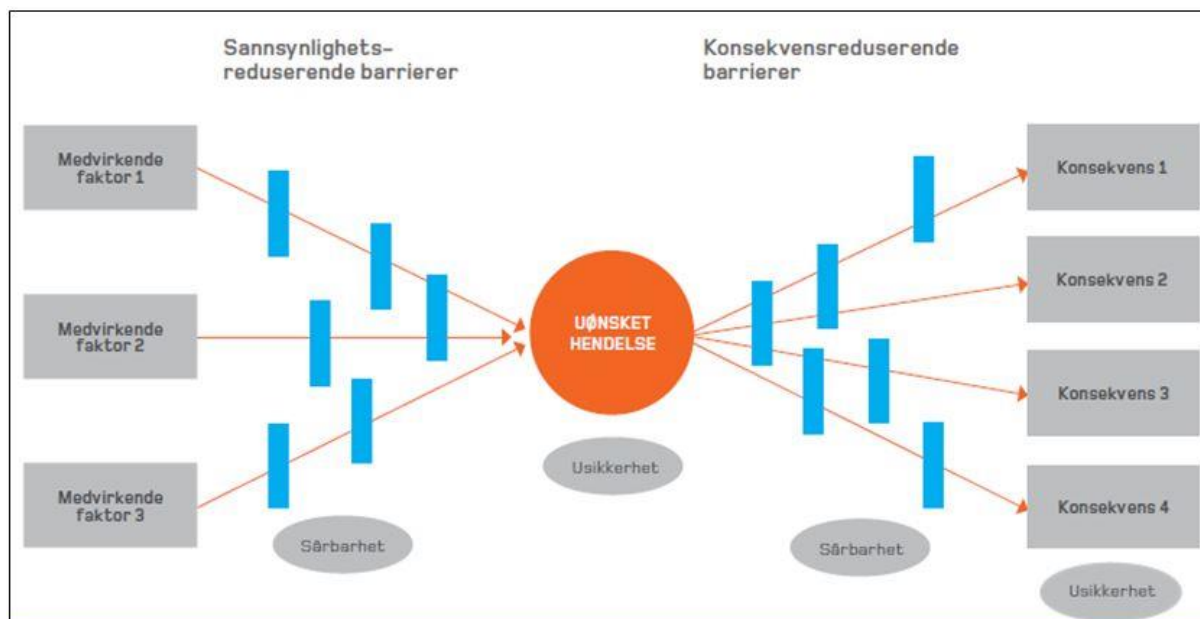 Sannsynlighets-
reduserende barrierer
Konsekvensreduserende
barrierer
Medvirkende
faktor 1
Medvirkende
faktor 2
Medvirkende
faktor 3
UØNSKET
HENDELSE
Usikkerhet
Sårbarhet
Sårbarhet
Konsekvens 1
Konsekvens 2
Konsekvens 3
Konsekvens 4
Usikkerhet